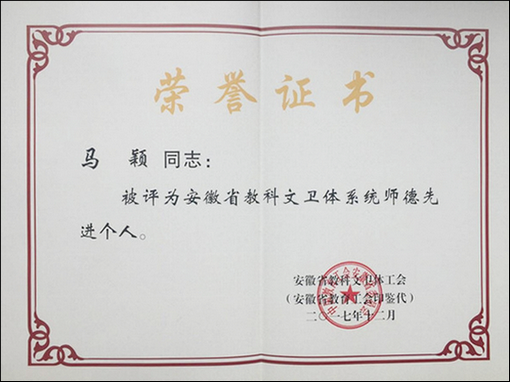 荣誉证书
马 颖 同志：
被评为安徽省教科文卫体系统师德先
进个人。
安徽省教科文卫体工会
（安徽省教育工会印鉴代）
二〇一七年十二月